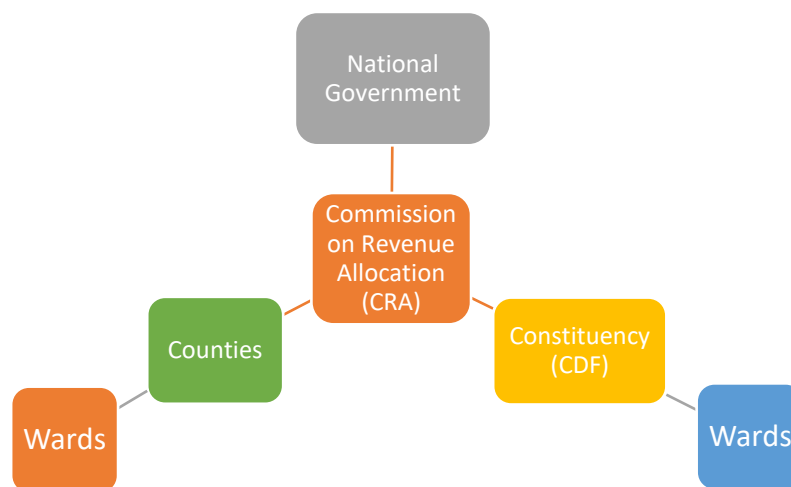 National
Government
Commission
on Revenue
Allocation
(CRA)
Counties
Constituency
(CDF)
Wards
Wards